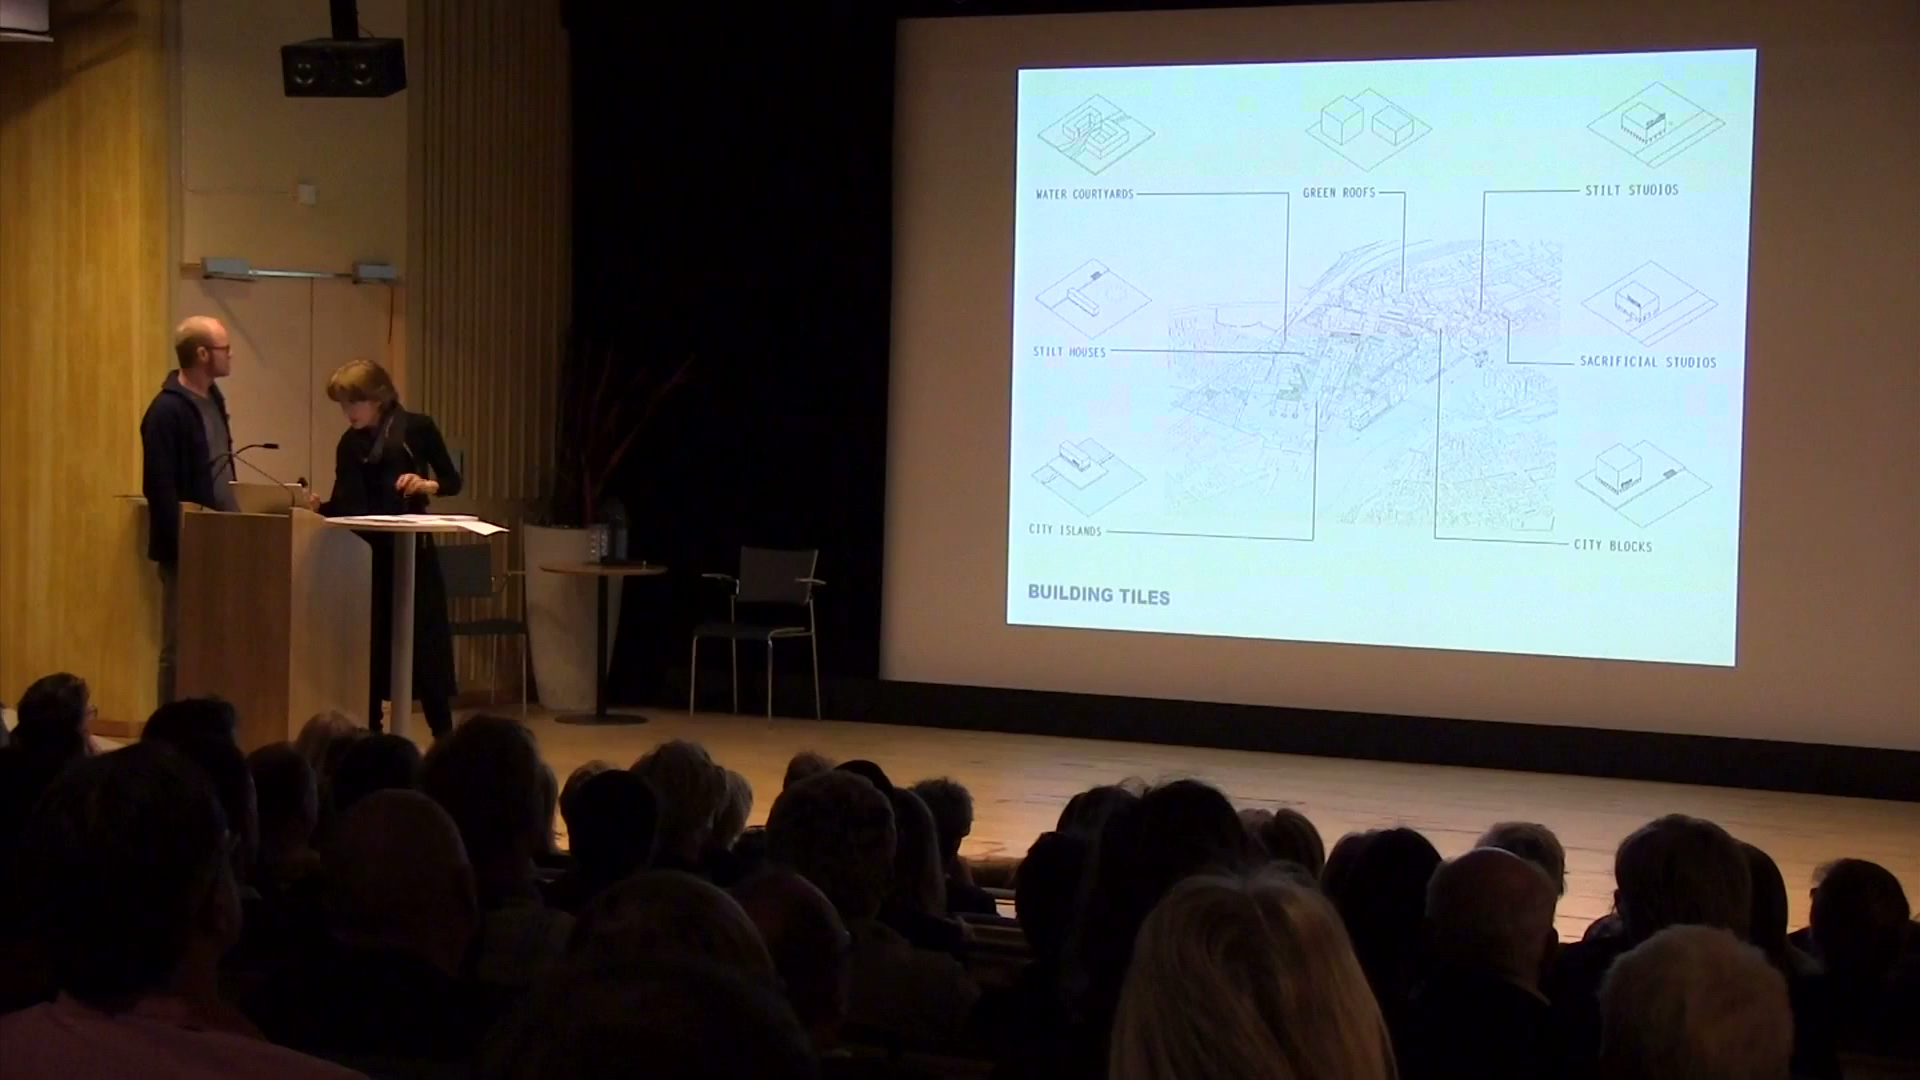 WATER COURTYARDS
GREEN ROOFS
STILT STUDIOS
STILT HOUSES
SACRIFICIAL STUDIOS
CITY ISLANDS
CITY BLOCKS
BUILDING TILES